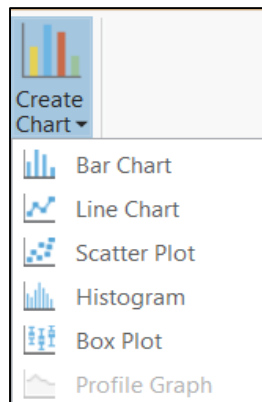 Create
Chart
Bar Chart
Line Chart
Scatter Plot
Histogram
Box Plot
Profile Graph